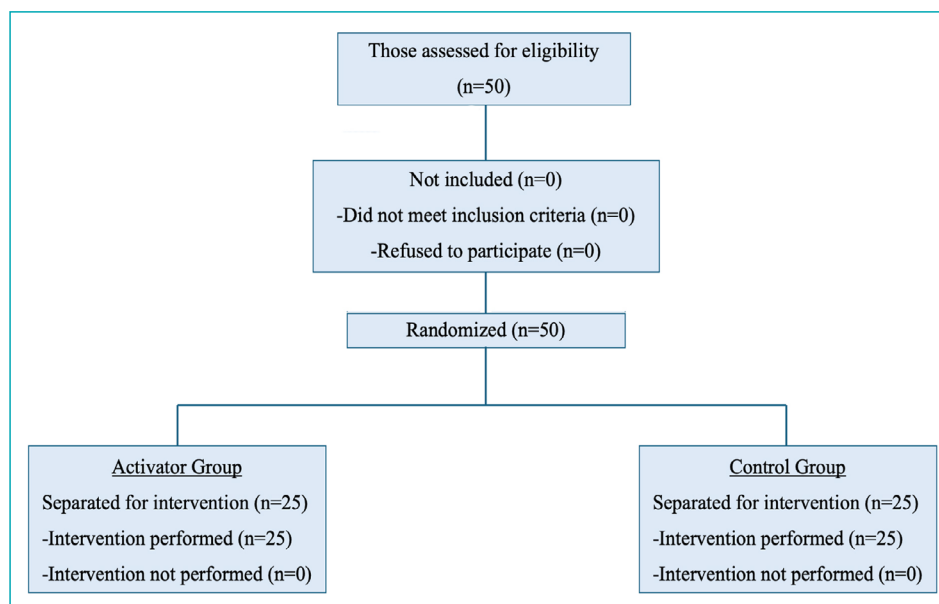 Those assessed for eligibility
(n=50)
Not included (n=0)
-Did not meet inclusion criteria (n=0)
-Refused to participate (n=0)
Randomized (n=50)
Activator Group
Separated for intervention (n=25)
-Intervention performed (n=25)
-Intervention not performed (n=0)
Control Group
Separated for intervention (n=25)
-Intervention performed (n=25)
-Intervention not performed (n=0)